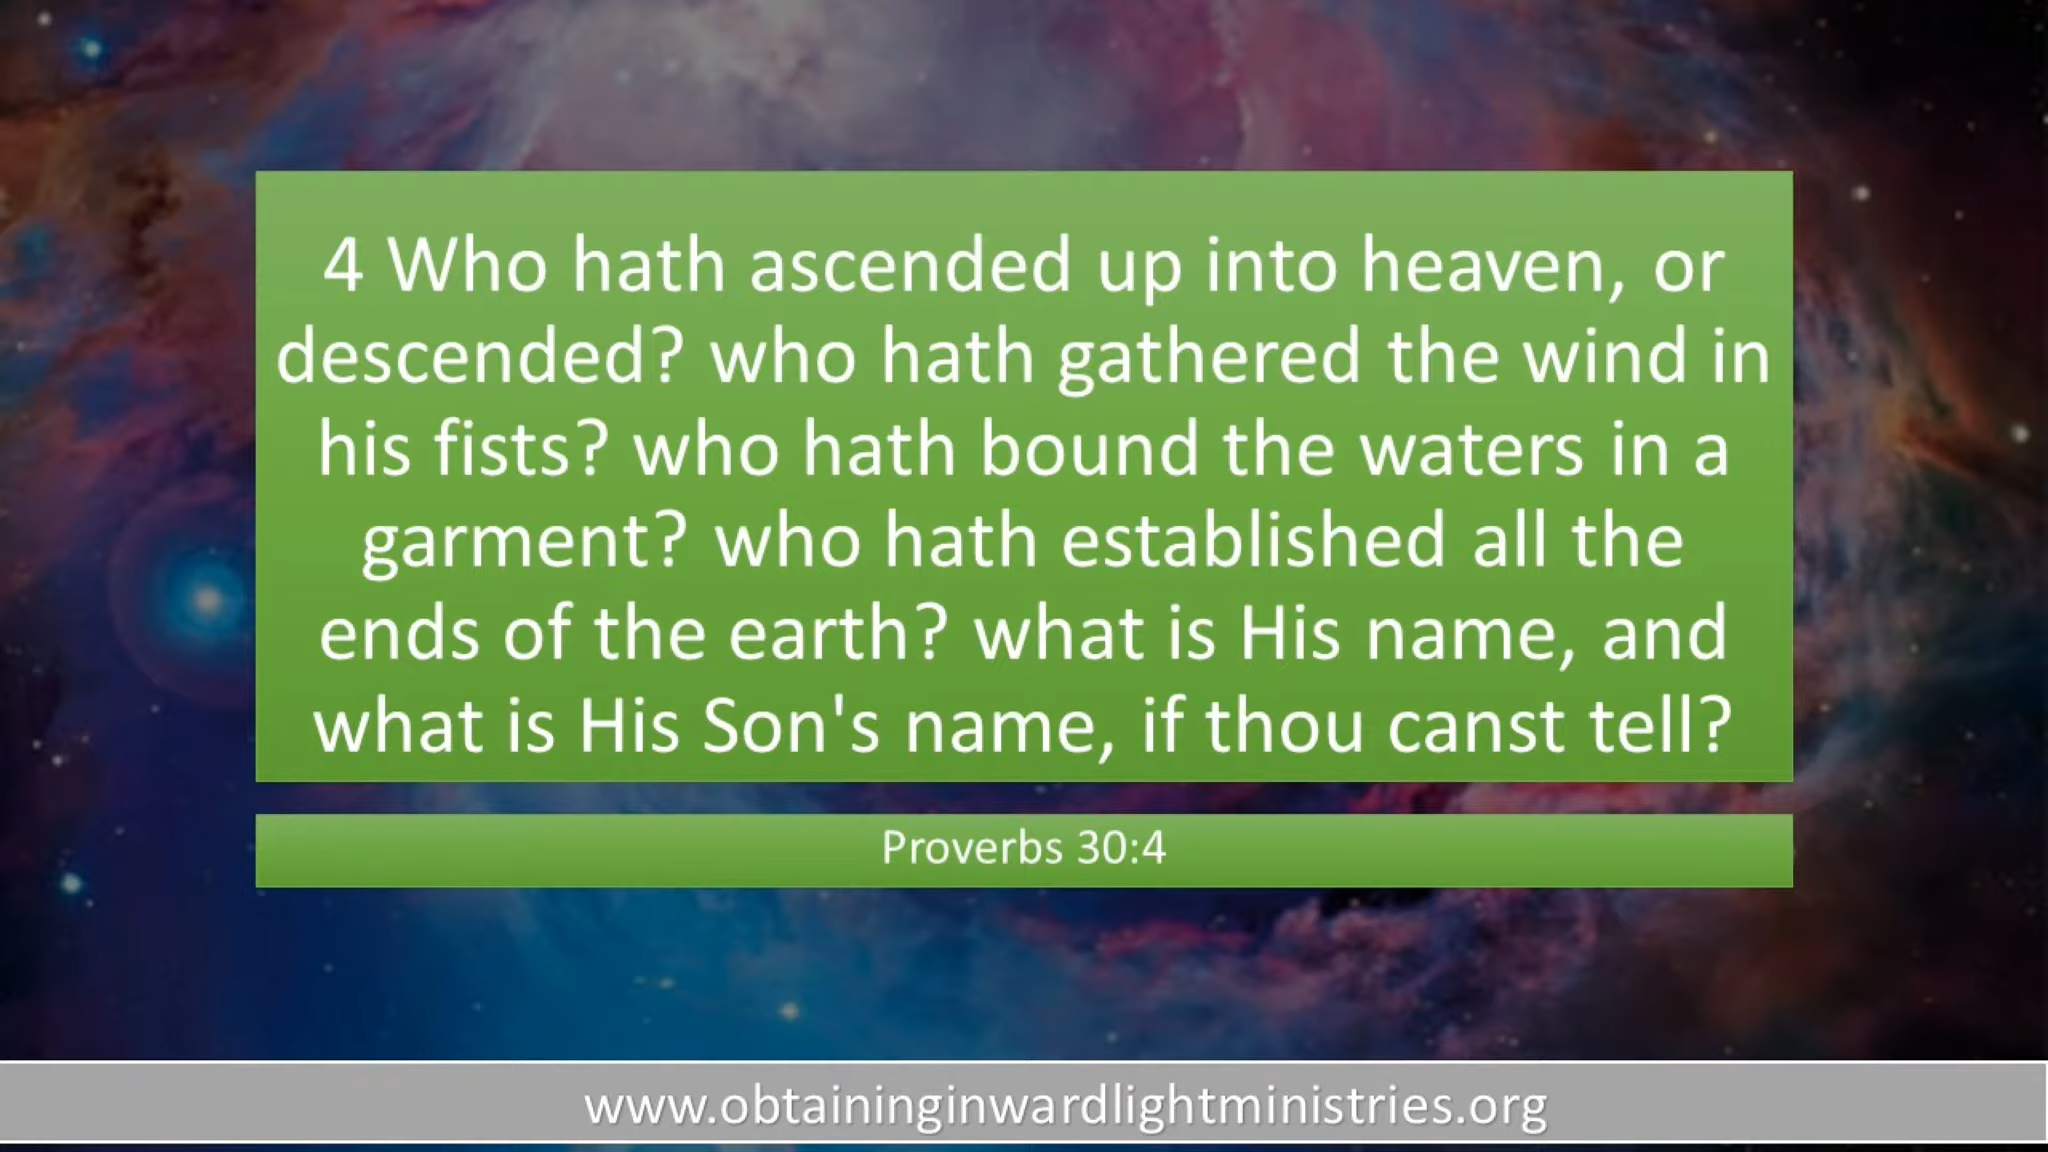 4 Who hath ascended up into heaven, or
descended? who hath gathered the wind in
his fists? who hath bound the waters in a
garment? who hath established all the
ends of the earth? what is His name, and
what is His Son's name, if thou canst tell?
Proverbs 30:4
www.obtaininginwardlightministries.org